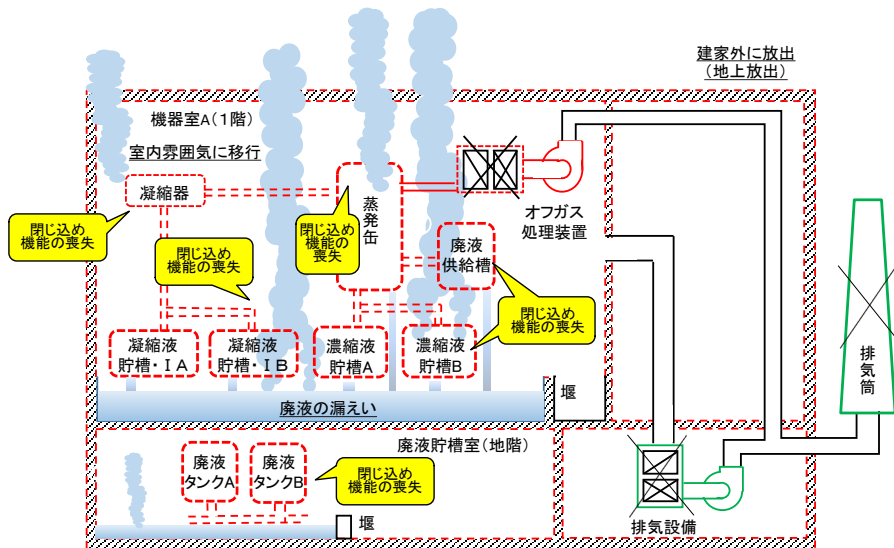 建家外に放出
(地上放出)
機器室A(1階)
室内雰囲気に移行
凝縮器
蒸発缶
オフガス
処理装置
廃液
供給槽
閉じ込め
機能の喪失
閉じ込め
機能の喪失
閉じ込め
機能の喪失
閉じ込め
機能の喪失
凝縮液
貯槽・ⅠA
凝縮液
貯槽・ⅠB
濃縮液
貯槽A
濃縮液
貯槽B
排気筒
廃液の漏えい
堰
廃液貯槽室(地階)
廃液
タンクA
廃液
タンクB
閉じ込め
機能の喪失
堰
排気設備